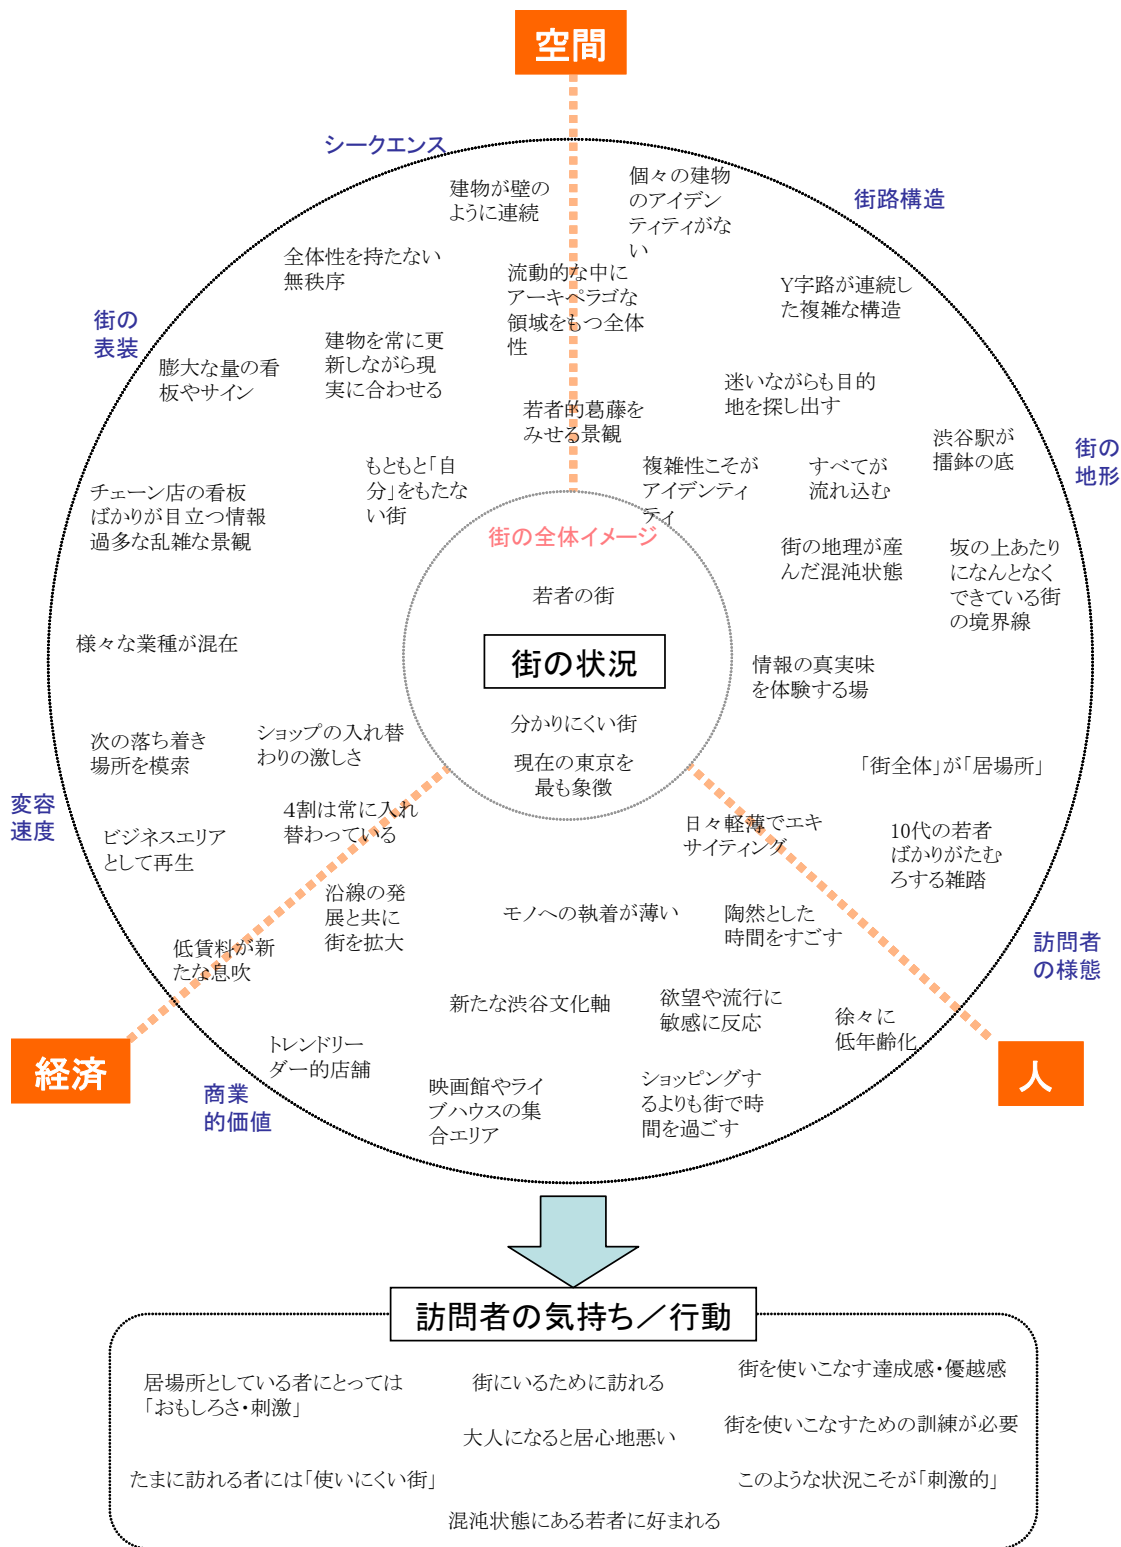 空間
シークエンス
建物が壁の
ように連続
個々の建物
のアイデン
ティティがな
い
街路構造
全体性を持たない
無秩序
流動的な中に
アーキペラゴな
領域をもつ全体
性
Y字路が連続し
た複雑な構造
街の
表装
膨大な量の看
板やサイン
建物を常に更
新しながら現
実に合わせる
迷いながらも目的
地を探し出す
若者的葛藤を
みせる景観
渋谷駅が
擂鉢の底
街の
地形
チェーン店の看板
ばかりが目立つ情報
過多な乱雑な景観
もともと「自
分」をもたな
い街
複雑性こそが
アイデンティ
ティ
すべてが
流れ込む
街の全体イメージ
街の地理が産
んだ混沌状態
坂の上あたり
になんとなく
できている街
の境界線
若者の街
様々な業種が混在
街の状況
情報の真実味
を体験する場
次の落ち着き
場所を模索
ショップの入れ替
わりの激しさ
分かりにくい街
現在の東京を
最も象徴
「街全体」が「居場所」
変容
速度
ビジネスエリア
として再生
4割は常に入れ
替わっている
日々軽薄でエキ
サイティング
10代の若者
ばかりがたむ
ろする雑踏
沿線の発
展と共に
街を拡大
モノへの執着が薄い
陶然とした
時間をすごす
低賃料が新
たな息吹
訪問者
の様態
新たな渋谷文化軸
欲望や流行に
敏感に反応
徐々に
低年齢化
経済
トレンドリー
ダー的店舗
人
商業
的価値
映画館やライ
ブハウスの集
合エリア
ショッピングす
るよりも街で時
間を過ごす
訪問者の気持ち／行動
居場所としている者にとっては
「おもしろさ・刺激」
街にいるために訪れる
街を使いこなす達成感・優越感
大人になると居心地悪い
街を使いこなすための訓練が必要
たまに訪れる者には「使いにくい街」
このような状況こそが「刺激的」
混沌状態にある若者に好まれる